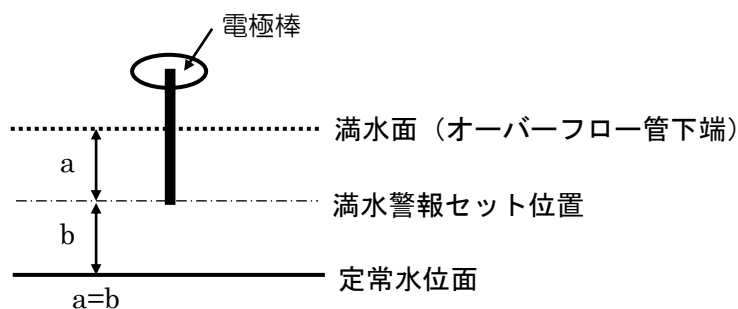 電極棒
満水面（オーバーフロー管下端）
a
満水警報セット位置
b
定常水位面
a=b